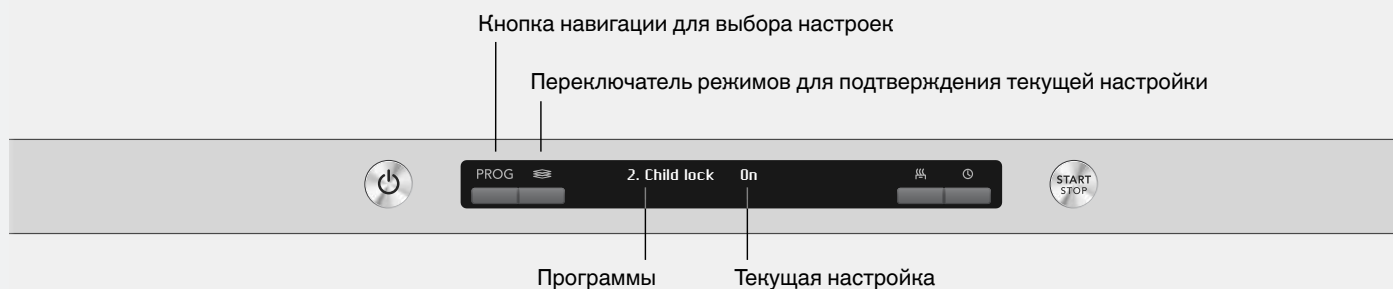 Кнопка навигации для выбора настроек
Переключатель режимов для подтверждения текущей настройки
PROG 2. Child lock On
START
STOP
Программы Текущая настройка